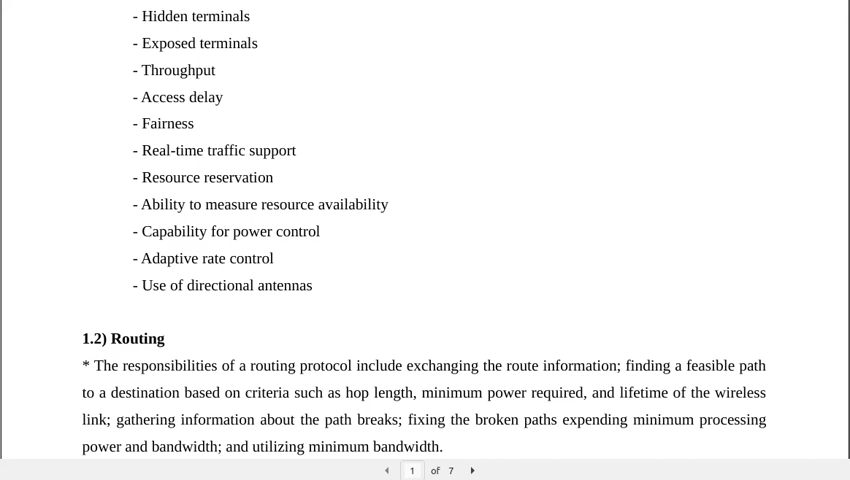 - Hidden terminals
- Exposed terminals
- Throughput
- Access delay
- Fairness
- Real-time traffic support
- Resource reservation
- Ability to measure resource availability
- Capability for power control
- Adaptive rate control
- Use of directional antennas
1.2) Routing
* The responsibilities of a routing protocol include exchanging the route information; finding a feasible path
to a destination based on criteria such as hop length, minimum power required, and lifetime of the wireless
link; gathering information about the path breaks; fixing the broken paths expending minimum processing
power and bandwidth; and utilizing minimum bandwidth.
1 of 7